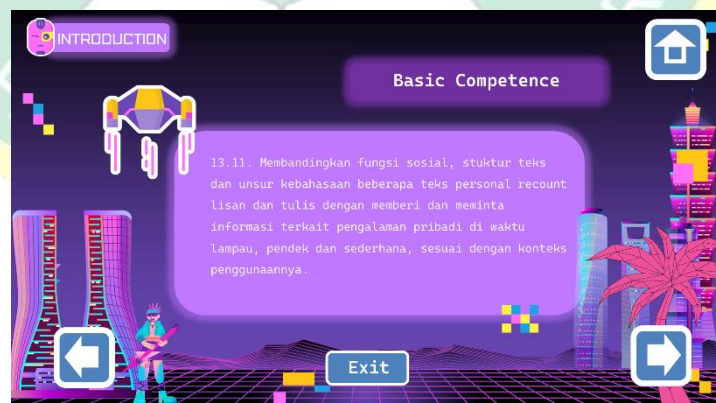 INTRODUCTION
Basic Competence
13.11. Membandingkan fungsi sosial, stuktur teks
dan unsur kebahasaan beberapa teks personal recount
lisan dan tulis dengan memberi dan meminta
informasi terkait pengalaman pribadi di waktu
lampau, pendek dan sederhana, sesuai dengan konteks
penggunaannya.
Exit